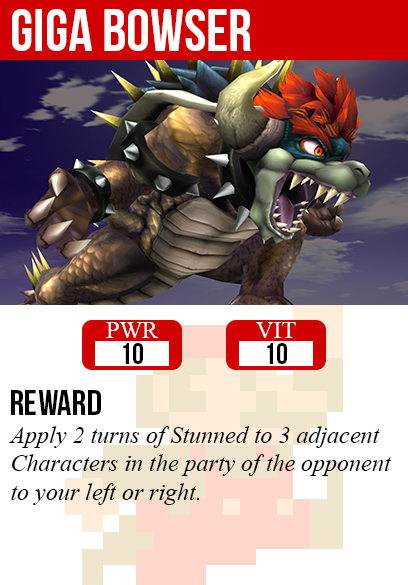 GIGA BOWSER
PWR
10
VIT
10
REWARD
Apply 2 turns of Stunned to 3 adjacent
Characters in the party of the opponent
to your left or right.